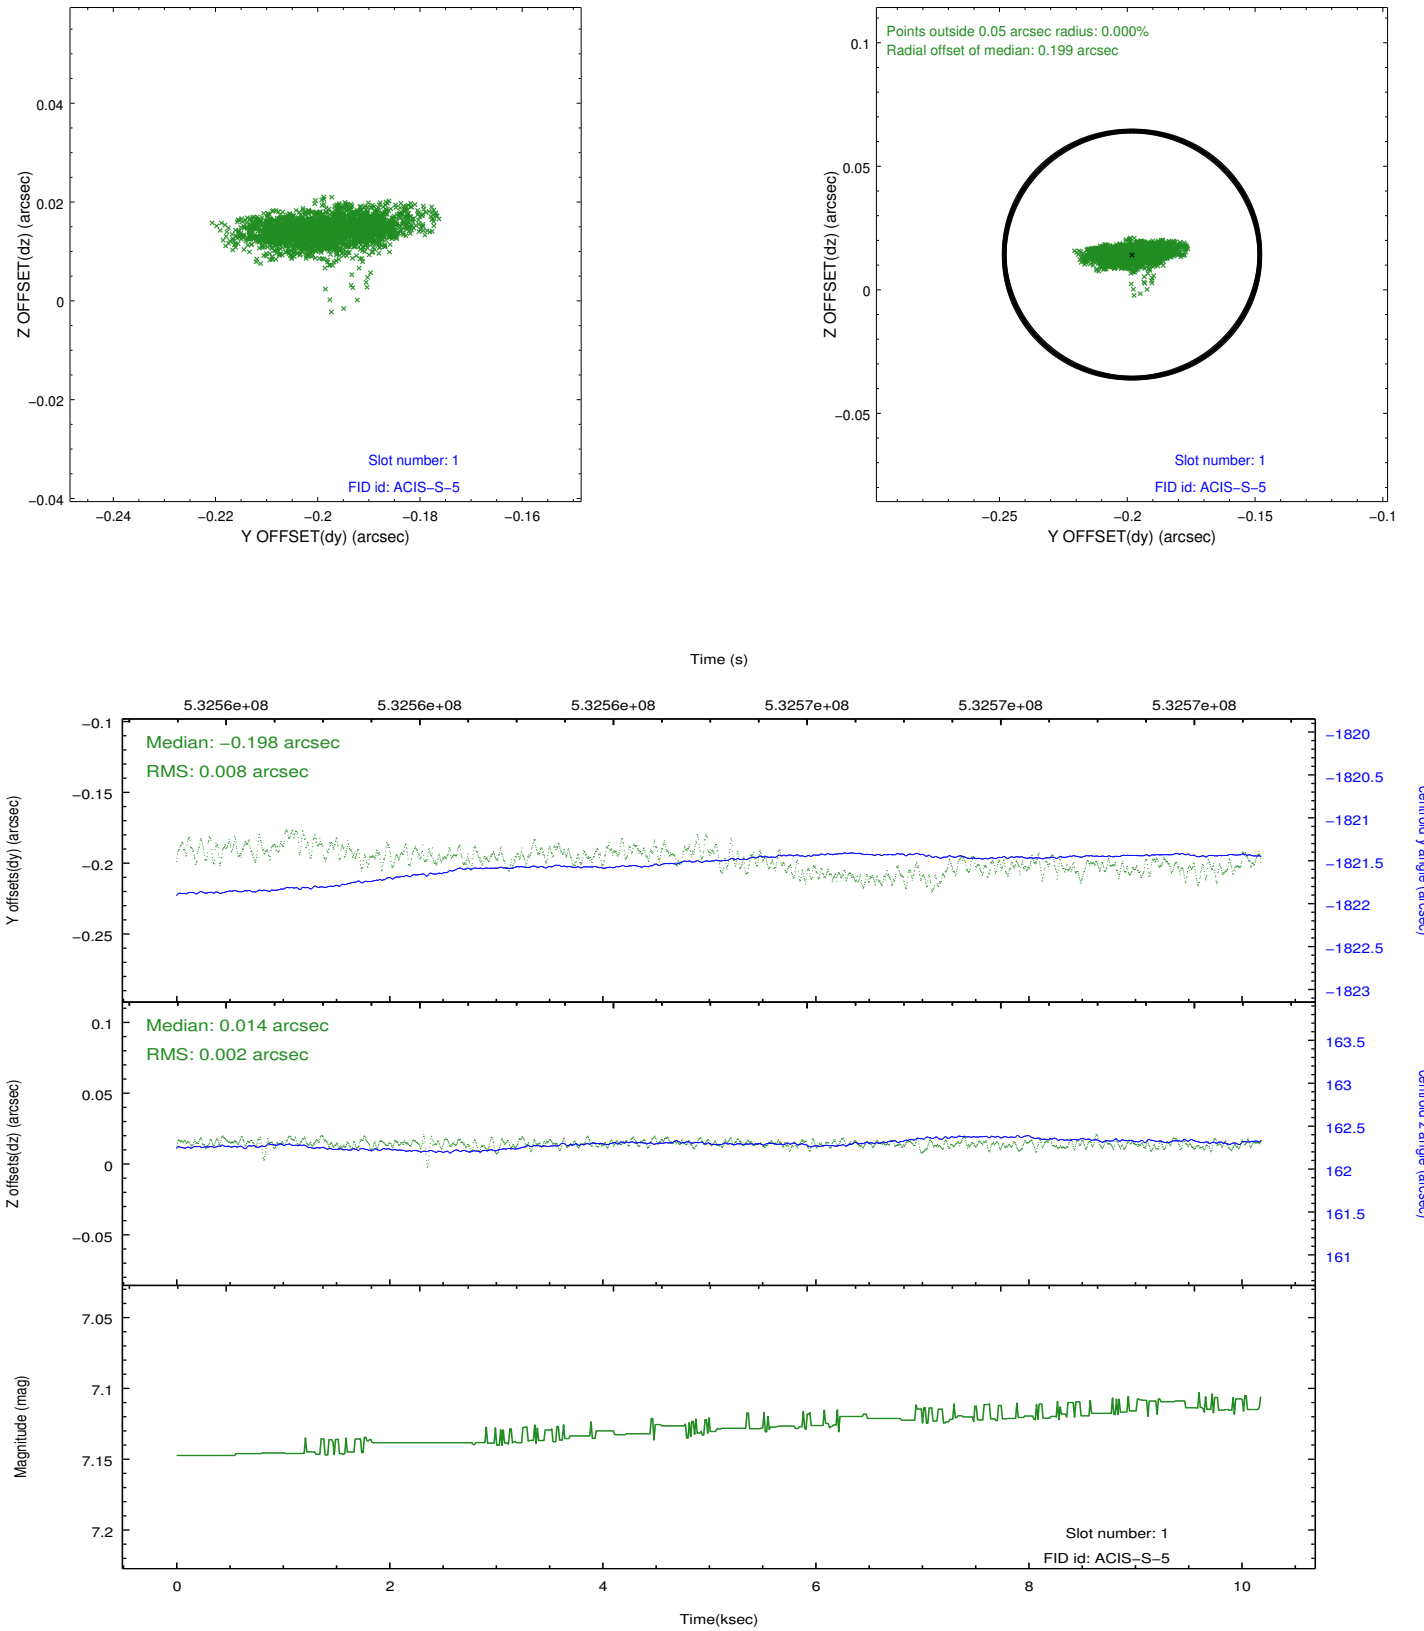 0.04
0.02
0
−0.02
−0.04
Z OFFSET(dz) (arcsec)
Slot number: 1
FID id: ACIS−S−5
−0.24
−0.22
−0.2
−0.18
−0.16
Y OFFSET(dy) (arcsec)
Points outside 0.05 arcsec radius: 0.000%
Radial offset of median: 0.199 arcsec
0.1
0.05
0
−0.05
Z OFFSET(dz) (arcsec)
Slot number: 1
FID id: ACIS−S−5
−0.25
−0.2
−0.15
−0.1
Y OFFSET(dy) (arcsec)
Time (s)
5.3256e+08
5.3256e+08
5.3256e+08
5.3257e+08
5.3257e+08
5.3257e+08
Median: −0.198 arcsec
RMS: 0.008 arcsec
−0.1
−0.15
−0.2
−0.25
Y offsets(dy) (arcsec)
−1820
−1820.5
−1821
−1821.5
−1822
−1822.5
−1823
centroid y angle (arcsec)
Median: 0.014 arcsec
RMS: 0.002 arcsec
0.1
0.05
0
−0.05
Z offsets(dz) (arcsec)
163.5
163
162.5
162
161.5
161
centroid z angle (arcsec)
7.05
7.1
7.15
7.2
Magnitude (mag)
Slot number: 1
FID id: ACIS−S−5
0
2
4
6
8
10
Time(ksec)